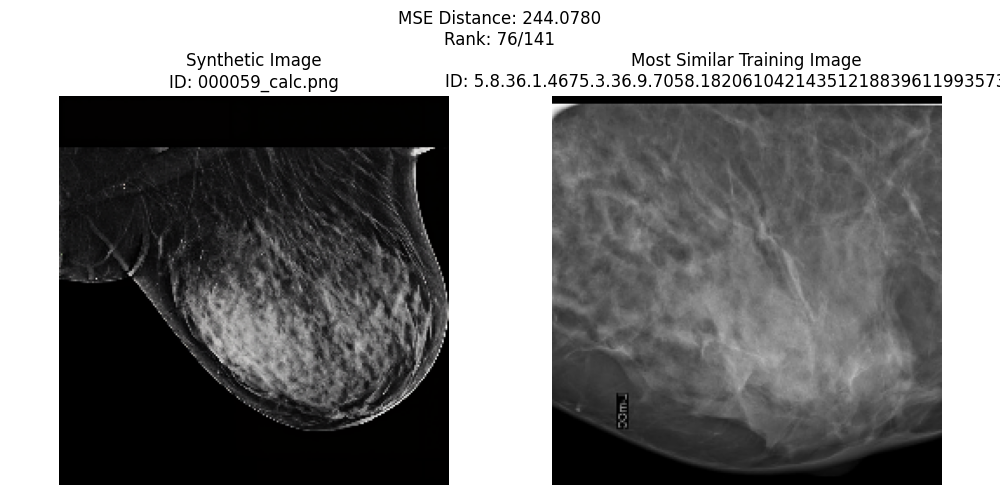 MSE Distance: 244.0780
Rank: 76/141
Synthetic Image
ID: 000059_calc.png
Most Similar Training Image
ID: 5.8.36.1.4675.3.36.9.7058.18206104214351218839611993573